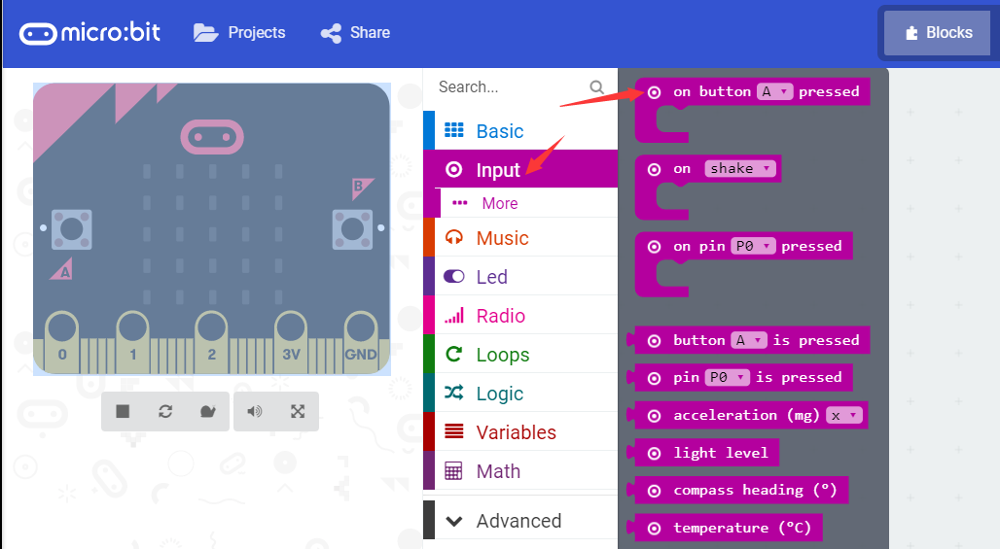 micro:bit Projects Share Blocks
Search...
Basic
Input
More
Music
Led
Radio
Loops
Logic
Variables
Math
Advanced
on button A pressed
on shake
on pin P0 pressed
button A is pressed
pin P0 is pressed
acceleration (mg) x
light level
compass heading (°)
temperature (°C)
B
A
0 1 2 3V GND